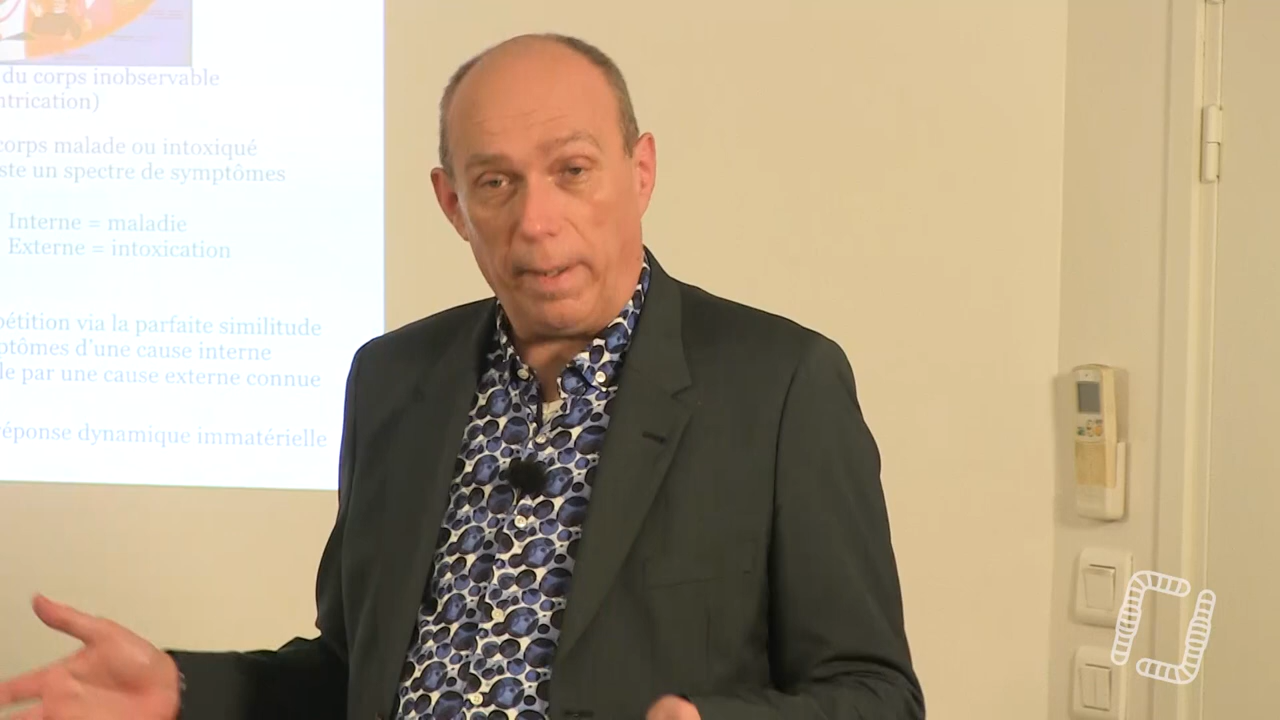 du corps inobservable
ntrication)
corps malade ou intoxiqué
ste un spectre de symptômes
Interne = maladie
Externe = intoxication
pétition via la parfaite similitude
ptômes d'une cause interne
le par une cause externe connue
réponse dynamique immatérielle